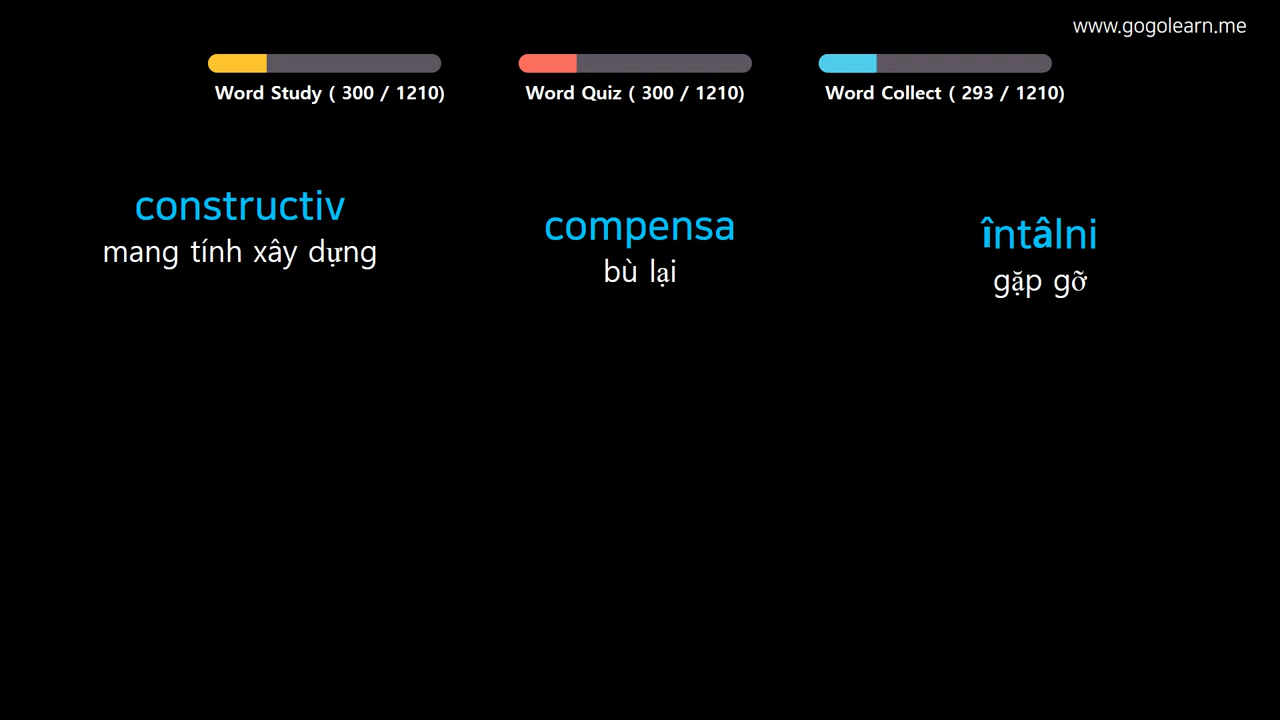 www.gogolearn.me
Word Study ( 300 / 1210)
Word Quiz ( 300 / 1210)
Word Collect ( 293 / 1210)
constructiv
mang tính xây dựng
compensa
bù lại
întâlni
gặp gỡ